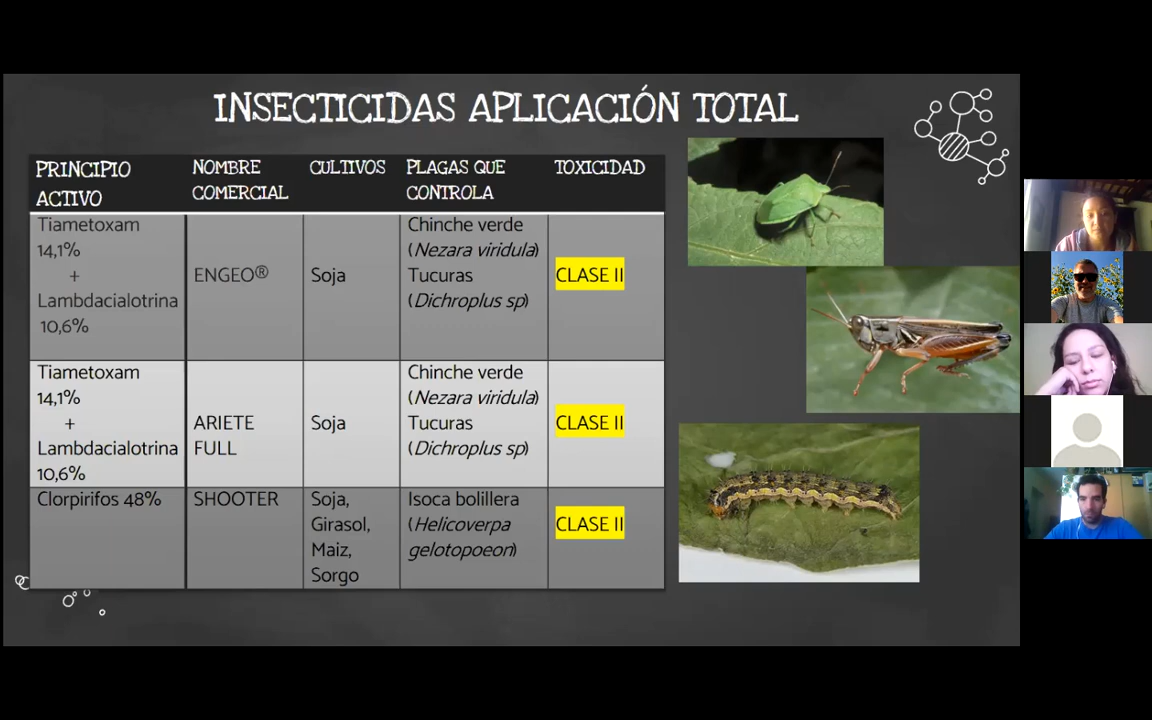 INSECTICIDAS APLICACIÓN TOTAL
PRINCIPIO
ACTIVO
NOMBRE
COMERCIAL
CULTIVOS
PLAGAS QUE
CONTROLA
TOXICIDAD
Tiametoxam
14,1%
+
Lambdacialotrina
10,6%
ENGEO®
Soja
Chinche verde
(Nezara viridula)
Tucuras
(Dichroplus sp)
CLASE II
Tiametoxam
14,1%
+
Lambdacialotrina
10,6%
ARIETE
FULL
Soja
Chinche verde
(Nezara viridula)
Tucuras
(Dichroplus sp)
CLASE II
Clorpirifos 48%
SHOOTER
Soja,
Girasol,
Maiz,
Sorgo
Isoca bolillera
(Helicoverpa
gelotopoeon)
CLASE II